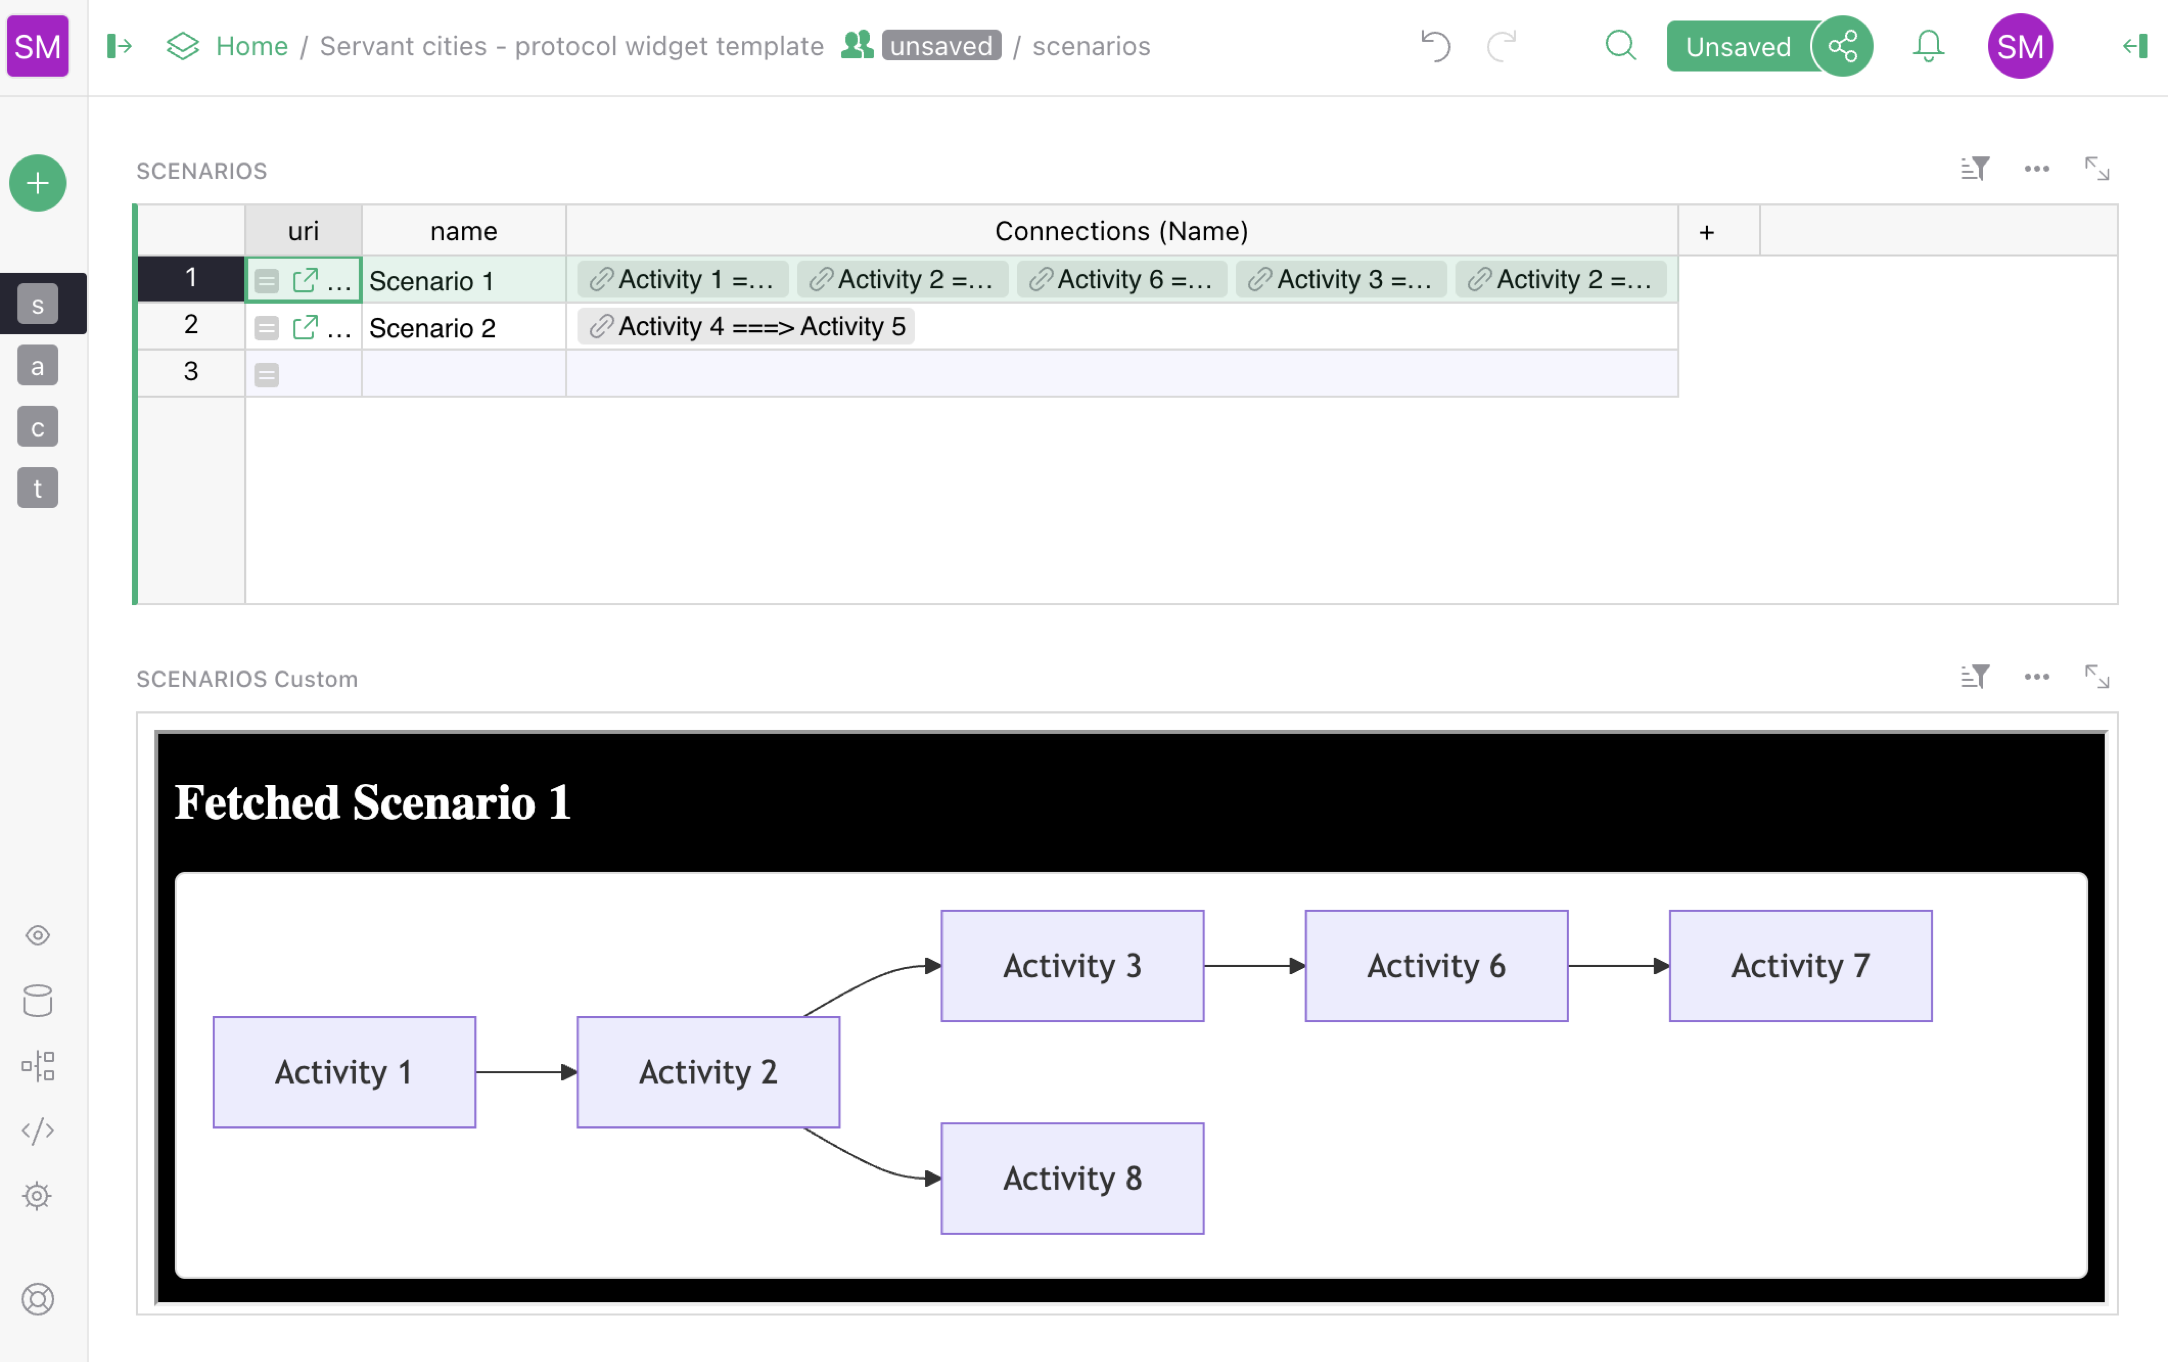 SM Home / Servant cities - protocol widget template unsaved / scenarios Unsaved SM
SCENARIOS
uri name Connections (Name) +
1 = ... Scenario 1 Activity 1 =... Activity 2 =... Activity 6 =... Activity 3 =... Activity 2 =...
2 = ... Scenario 2 Activity 4 ===> Activity 5
3 =
s
a
c
t
SCENARIOS Custom
Fetched Scenario 1
Activity 3 Activity 6 Activity 7
Activity 1 Activity 2
Activity 8